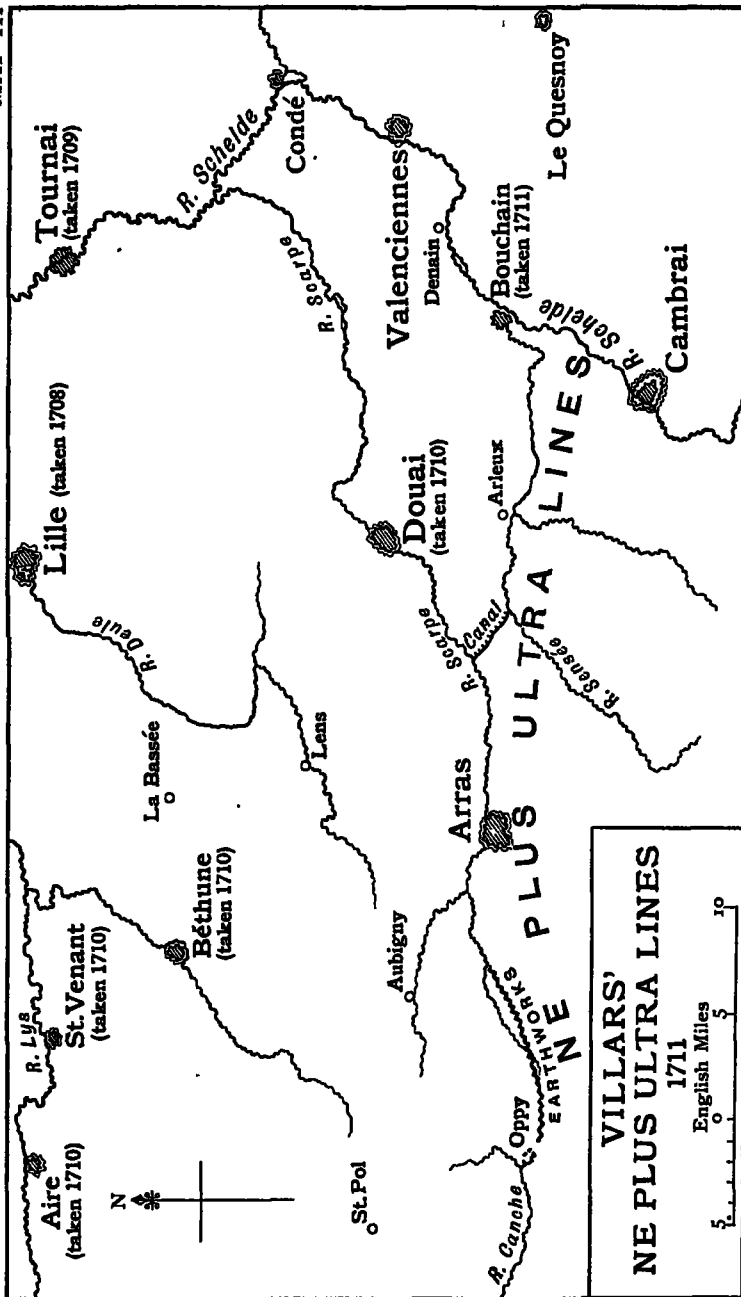 Tournai
(taken 1709)
R. Schelde
Condé
Valenciennes
Le Quesnoy
Denain
Bouchain
(taken 1711)
R. Schelde
Cambrai
R. Scarpe
Lille (taken 1708)
R. Deule
Douai
(taken 1710)
Arleux
R. Scarpe
Canal
R. Sensée
La Bassée
Lens
Arras
NE PLUS ULTRA LINES
St. Venant
(taken 1710)
R. Lys
Béthune
(taken 1710)
Aubigny
EARTHWORKS
Aire
(taken 1710)
N
St. Pol
Oppy
R. Canche
VILLARS'
NE PLUS ULTRA LINES
1711
English Miles
5 0 5 10